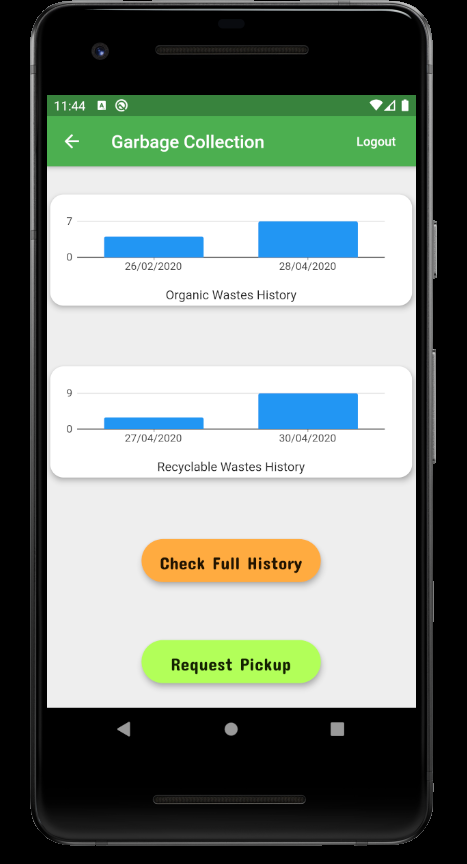 11:44
Garbage Collection
Logout
7
0
26/02/2020 28/04/2020
Organic Wastes History
9
0
27/04/2020 30/04/2020
Recyclable Wastes History
Check Full History
Request Pickup